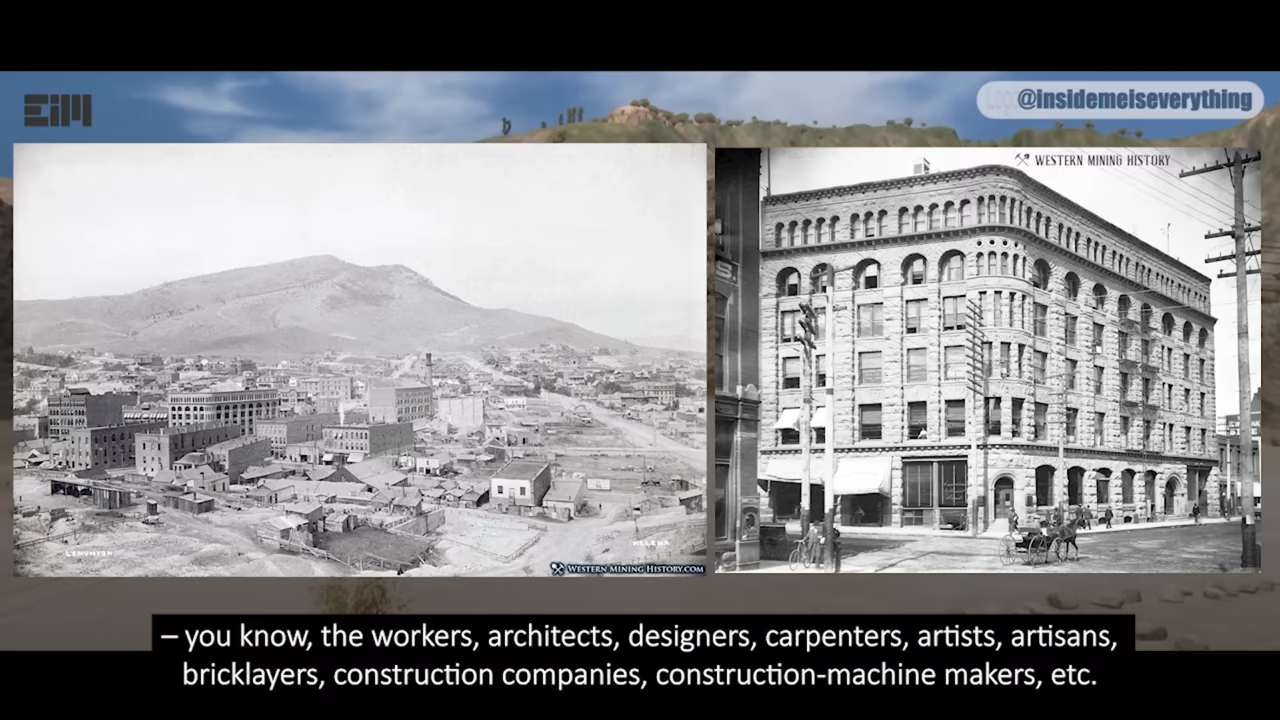 EiM
@insidemeiseverything
WESTERN MINING HISTORY
LEMUNYON
HELENA
WESTERN MINING HISTORY.COM
– you know, the workers, architects, designers, carpenters, artists, artisans,
bricklayers, construction companies, construction-machine makers, etc.